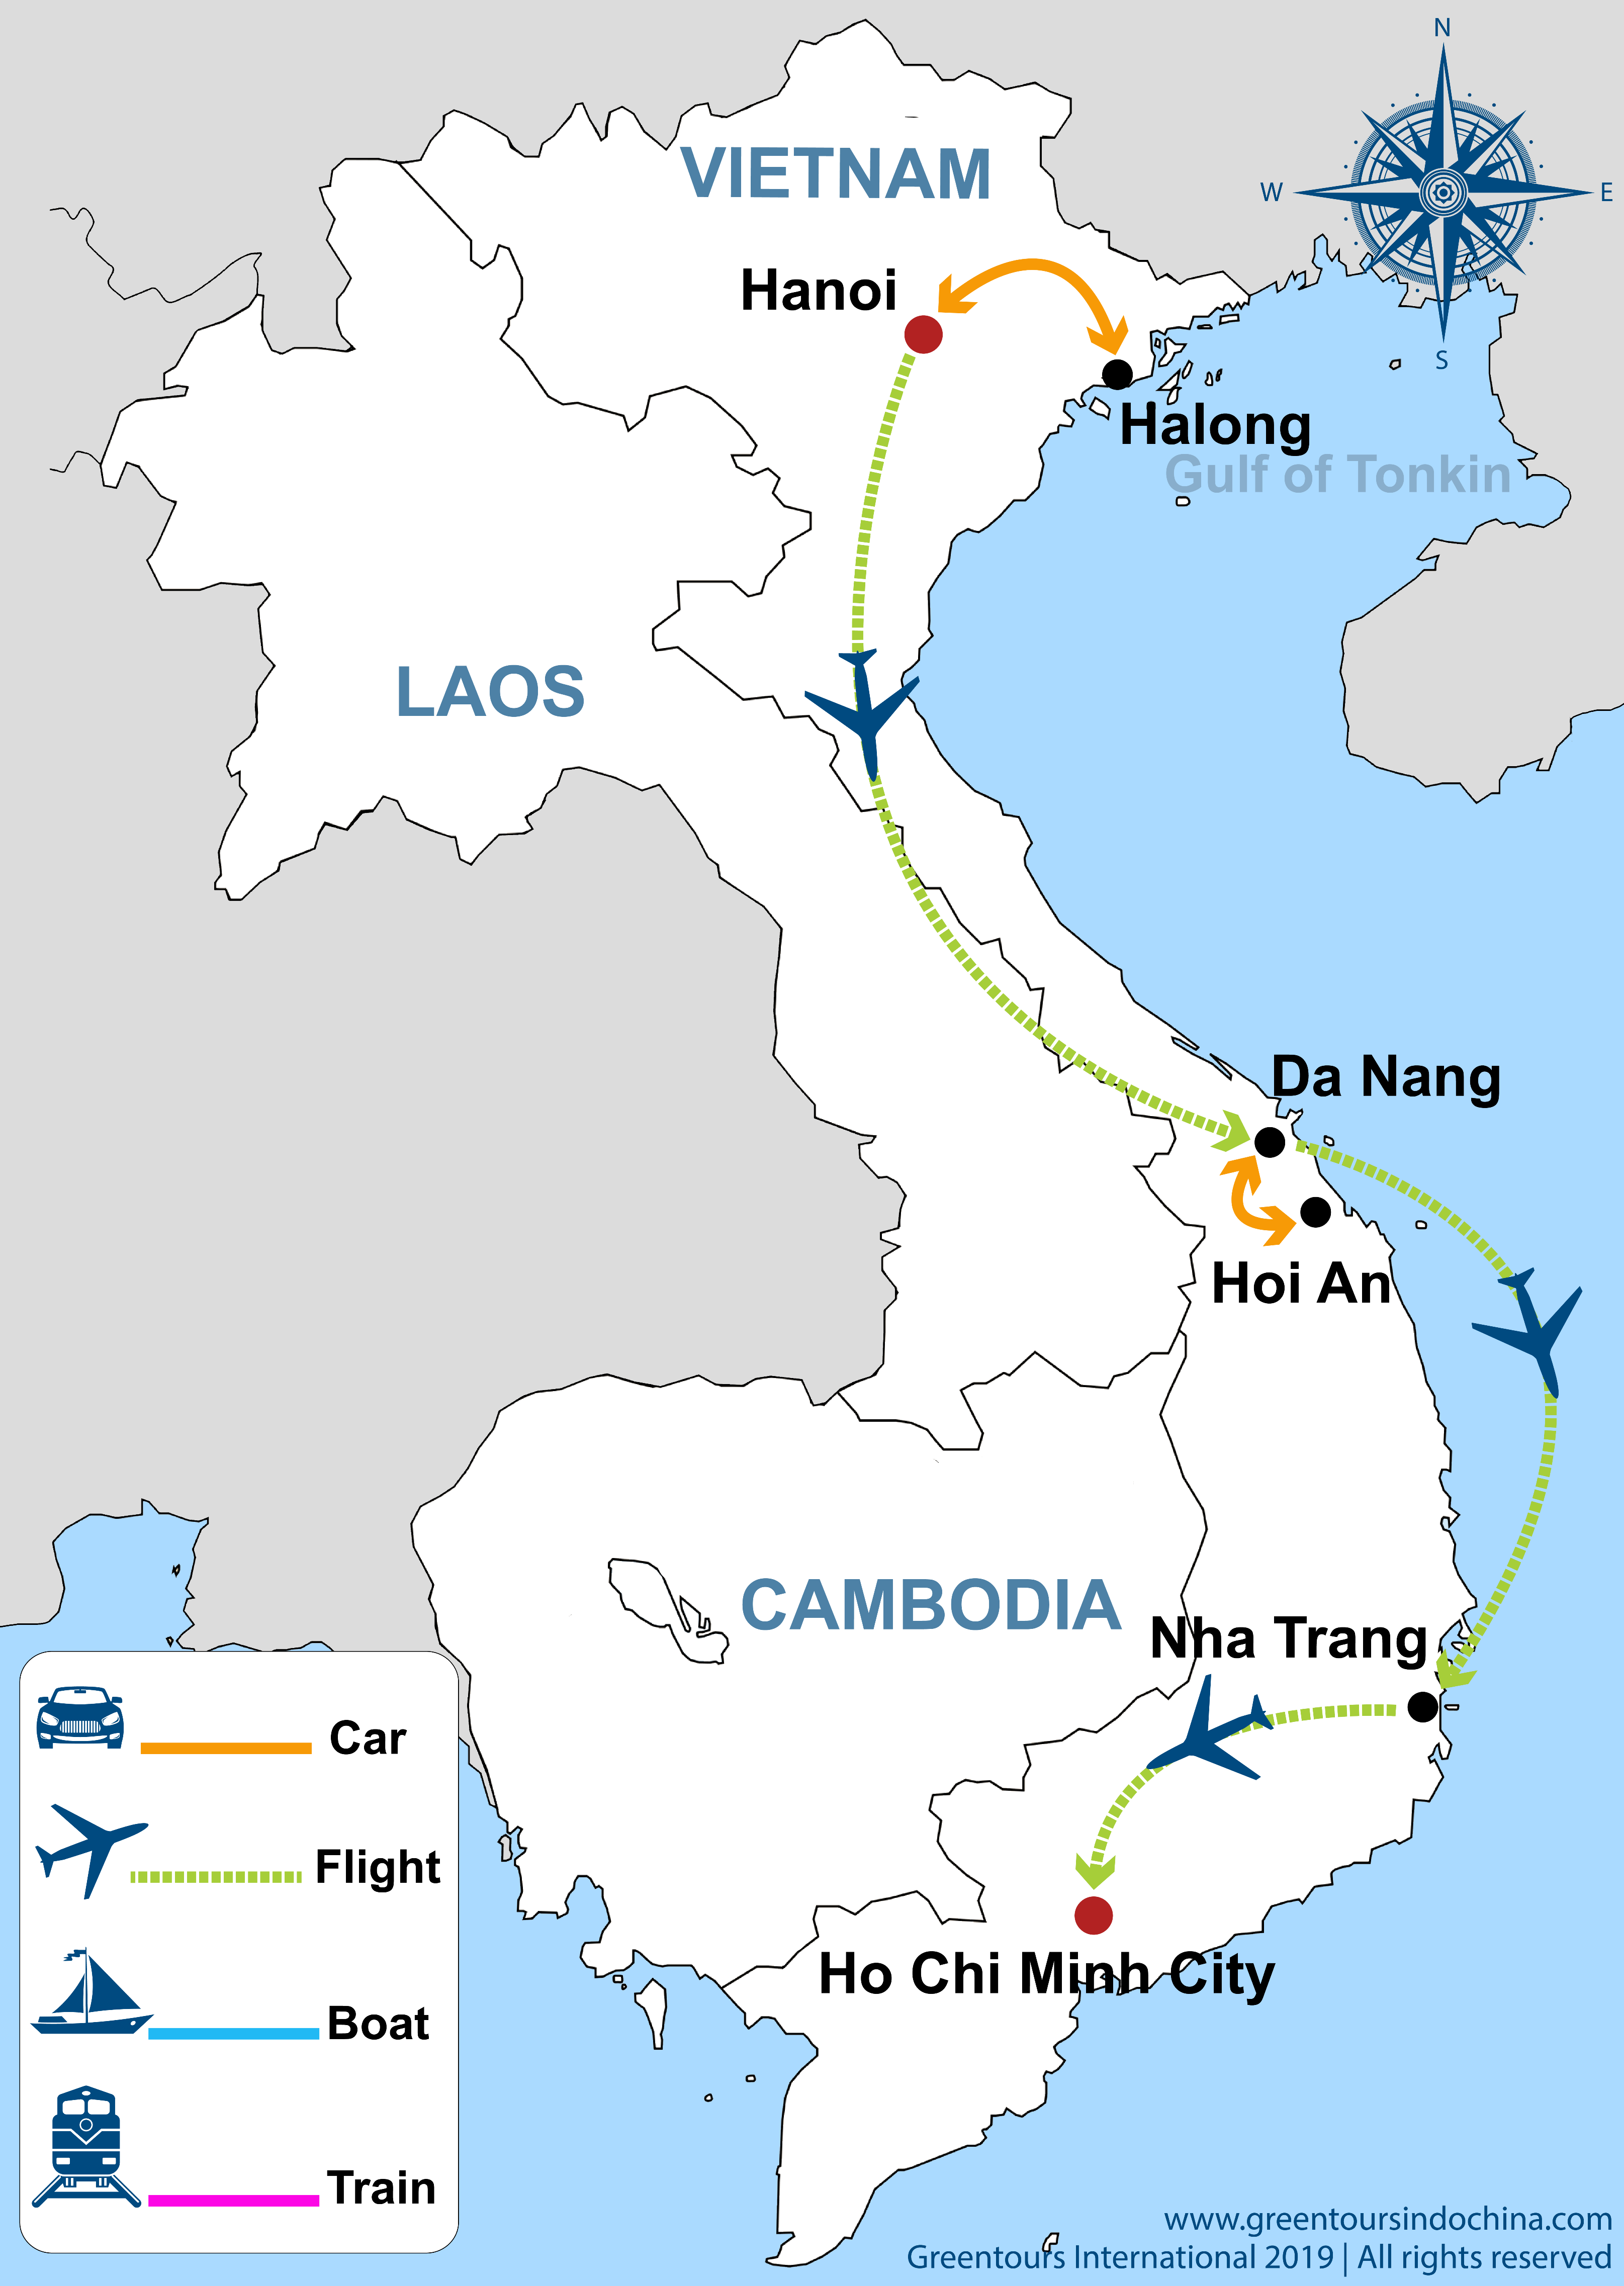 N
W
E
S
VIETNAM
Hanoi
Halong
Gulf of Tonkin
LAOS
Da Nang
Hoi An
CAMBODIA
Nha Trang
Ho Chi Minh City
Car
Flight
Boat
Train
www.greentoursindochina.com
Greentours International 2019 | All rights reserved